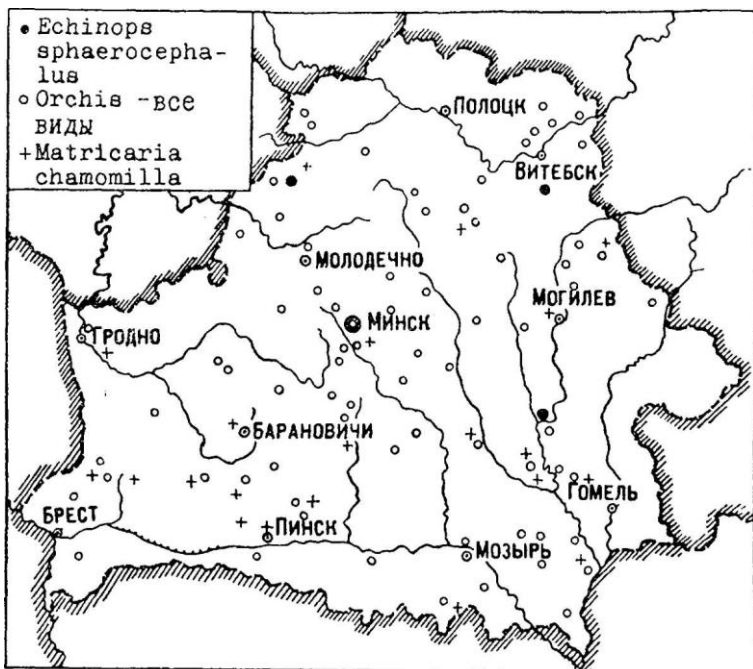 ● Echinops
sphaerocepha-
lus
○ Orchis -все
виды
+ Matricaria
chamomilla
ПОЛОЦК
ВИТЕБСК
МОЛОДЕЧНО
МОГИЛЕВ
МИНСК
ГРОДНО
БАРАНОВИЧИ
ГОМЕЛЬ
БРЕСТ
ПИНСК
МОЗЫРЬ